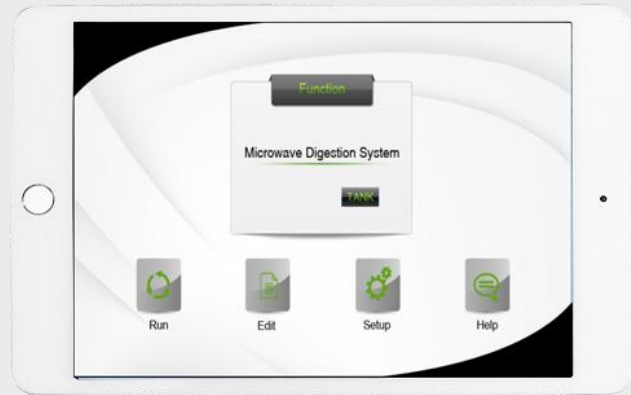 Function
Microwave Digestion System
TANK
Run
Edit
Setup
Help